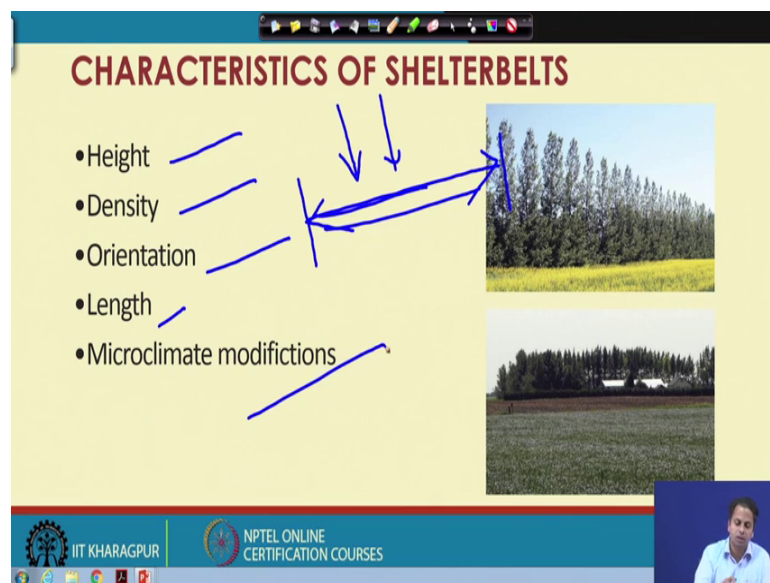 CHARACTERISTICS OF SHELTERBELTS
•Height
•Density
•Orientation
•Length
•Microclimate modifictions
IIT KHARAGPUR
NPTEL ONLINE
CERTIFICATION COURSES